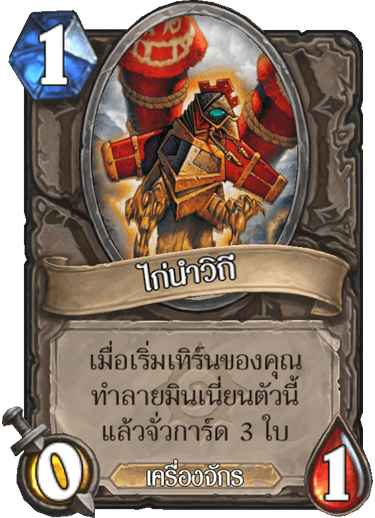 1
ไก่นำวิถี
เมื่อเริ่มเทิร์นของคุณ
ทำลายมินเนี่ยนตัวนี้
แล้วจั่วการ์ด 3 ใบ
0
เครื่องจักร
1